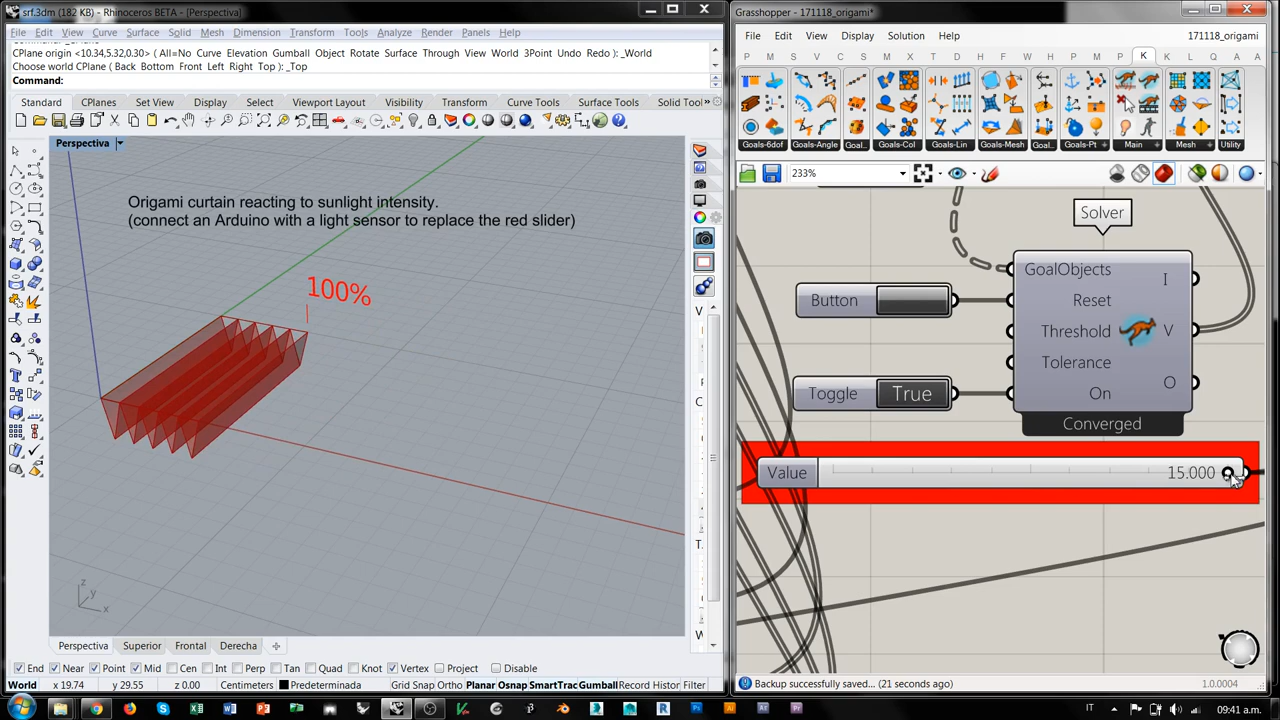 srf.3dm (182 KB) - Rhinoceros BETA - [Perspectiva]
File Edit View Curve Surface Solid Mesh Dimension Transform Tools Analyze Render Panels Help
CPlane origin <0.34,5.32,0.30> ( All=No Curve Elevation Gumball Object Rotate Surface Through View World 3Point Undo Redo ): _World
Choose world CPlane ( Back Bottom Front Left Right Top ): _Top
Command:
Standard CPlanes Set View Display Select Viewport Layout Visibility Transform Curve Tools Surface Tools Solid Tool »
Perspectiva
Origami curtain reacting to sunlight intensity.
(connect an Arduino with a light sensor to replace the red slider)
100%
z
y
x
Perspectiva Superior Frontal Derecha
End Near Point Mid Cen Int Perp Tan Quad Knot Vertex Project Disable
World x 19.74 y 29.55 z 0.00 Centimeters Predeterminada Grid Snap Ortho Planar Osnap SmartTrac Gumball Record Histor Filter
Grasshopper - 171118_origami*
File Edit View Display Solution Help 171118_origami
P M S V C S M I T D W L H K B F L Q A A
Goals-6dof Goals-Angle Goal... Goals-Col Goals-Lin Goals-Mesh Goal... Goals-Pt Main Mesh Utility
233%
Solver
GoalObjects
I
Button
Reset
Threshold
V
Tolerance
O
Toggle True
On
Converged
Value 15.000
Backup successfully saved... (21 seconds ago) 1.0.0004
IT 09:41 a.m.